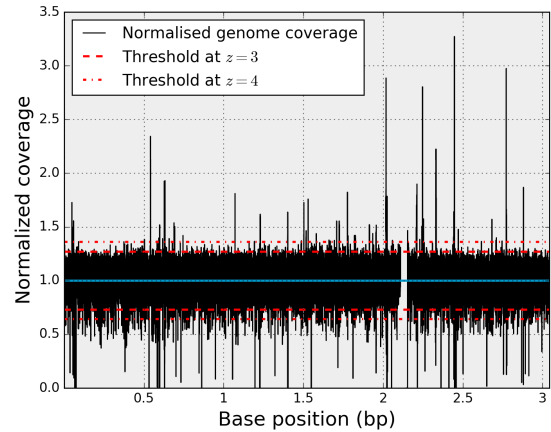 3.5
3.0
2.5
2.0
1.5
1.0
0.5
0.0
Normalized coverage
Normalised genome coverage
Threshold at z = 3
Threshold at z = 4
0.5 1 1.5 2 2.5 3
Base position (bp)